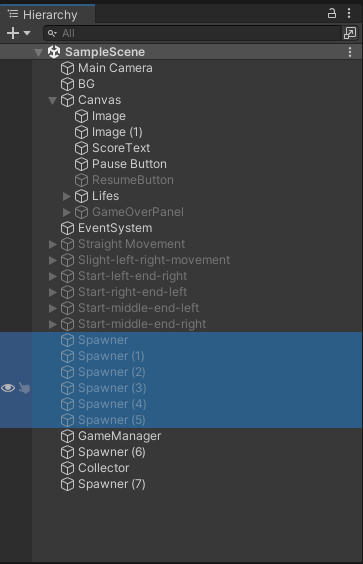 Hierarchy
All
SampleScene
Main Camera
BG
Canvas
Image
Image (1)
ScoreText
Pause Button
ResumeButton
Lifes
GameOverPanel
EventSystem
Straight Movement
Slight-left-right-movement
Start-left-end-right
Start-right-end-left
Start-middle-end-left
Start-middle-end-right
Spawner
Spawner (1)
Spawner (2)
Spawner (3)
Spawner (4)
Spawner (5)
GameManager
Spawner (6)
Collector
Spawner (7)